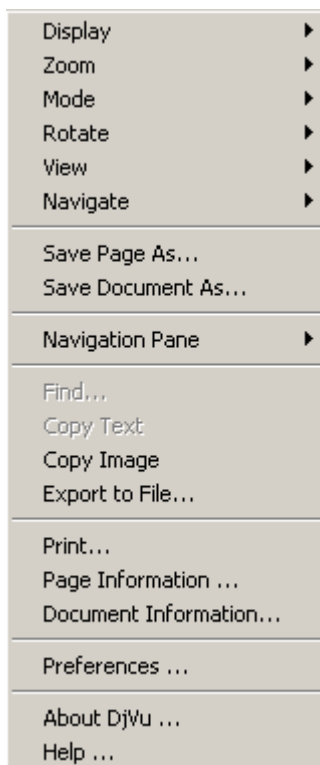 Display
Zoom
Mode
Rotate
View
Navigate
Save Page As...
Save Document As...
Navigation Pane
Find...
Copy Text
Copy Image
Export to File...
Print...
Page Information ...
Document Information...
Preferences ...
About DjVu ...
Help ...